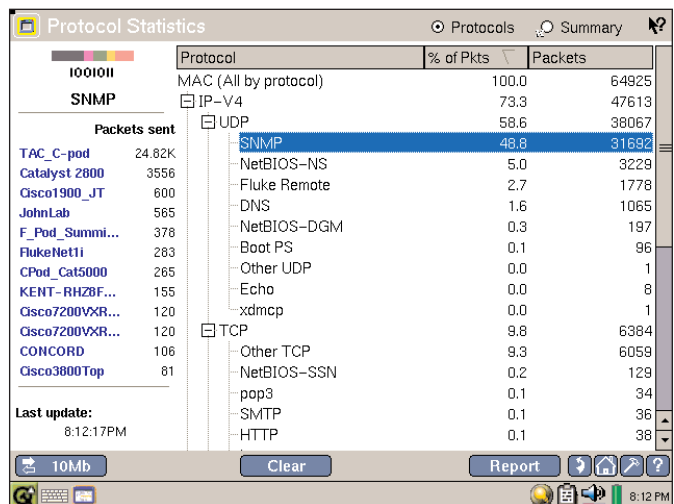 Protocol Statistics
Protocols
Summary
IOOIOII
SNMP
Packets sent
TAC_C-pod 24.82K
Catalyst 2800 3556
Cisco1900_JT 600
JohnLab 565
F_Pod_Summi... 378
FlukeNet1i 283
CPod_Cat5000 265
KENT-RHZ8F... 155
Cisco7200VXR... 120
Cisco7200VXR... 120
CONCORD 106
Cisco3800Top 81
Last update:
8:12:17PM
Protocol % of Pkts Packets
MAC (All by protocol) 100.0 64925
IP-V4 73.3 47613
UDP 58.6 38067
SNMP 48.8 31692
NetBIOS-NS 5.0 3229
Fluke Remote 2.7 1778
DNS 1.6 1065
NetBIOS-DGM 0.3 197
Boot PS 0.1 96
Other UDP 0.0 1
Echo 0.0 8
xdmcp 0.0 1
TCP 9.8 6384
Other TCP 9.3 6059
NetBIOS-SSN 0.2 129
pop3 0.1 34
SMTP 0.1 36
HTTP 0.1 38
10Mb
Clear
Report
?
8:12 PM